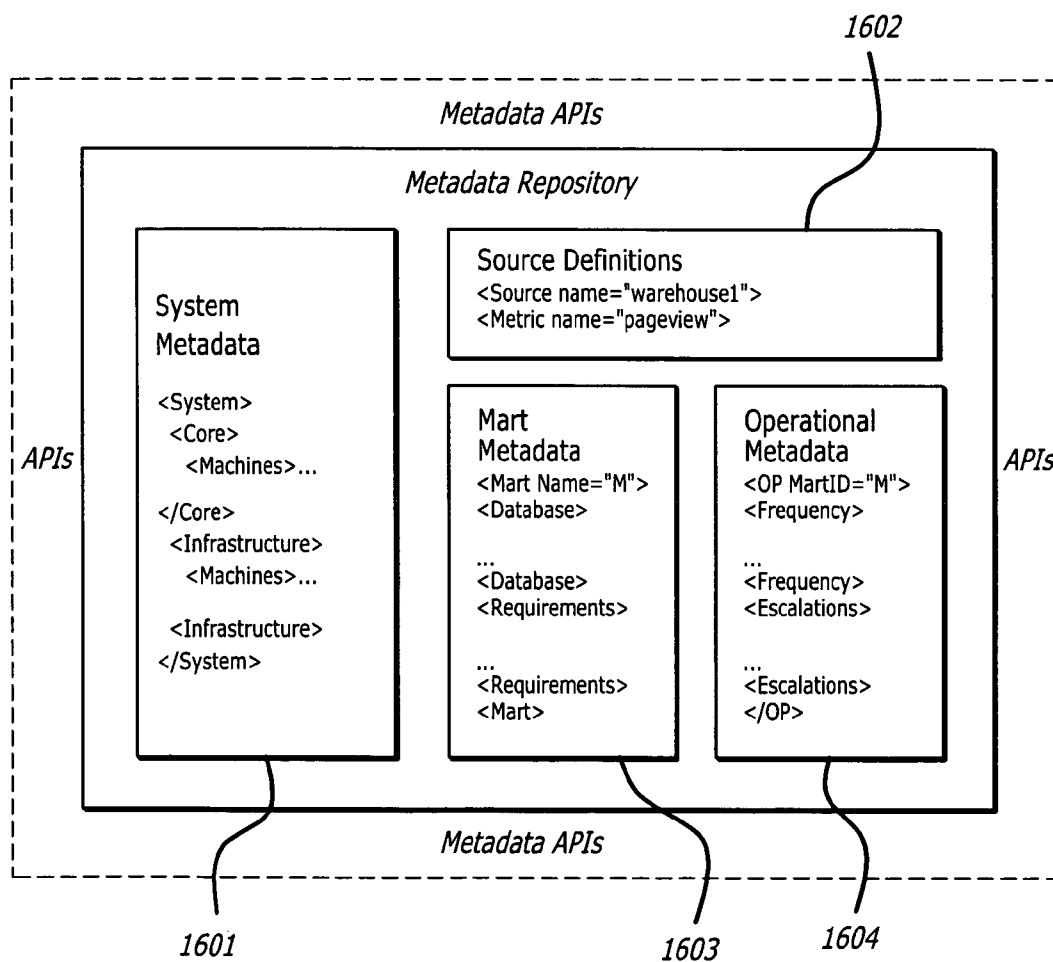 1602
Metadata APIs
Metadata Repository
System
Metadata
<System>
<Core>
<Machines>...
</Core>
<Infrastructure>
<Machines>...
<Infrastructure>
</System>
Source Definitions
<Source name="warehouse1">
<Metric name="pageview">
Mart
Metadata
<Mart Name="M">
<Database>
...
<Database>
<Requirements>
...
<Requirements>
<Mart>
Operational
Metadata
<OP MartID="M">
<Frequency>
...
<Frequency>
<Escalations>
...
<Escalations>
</OP>
APIs
APIs
Metadata APIs
1601
1603
1604